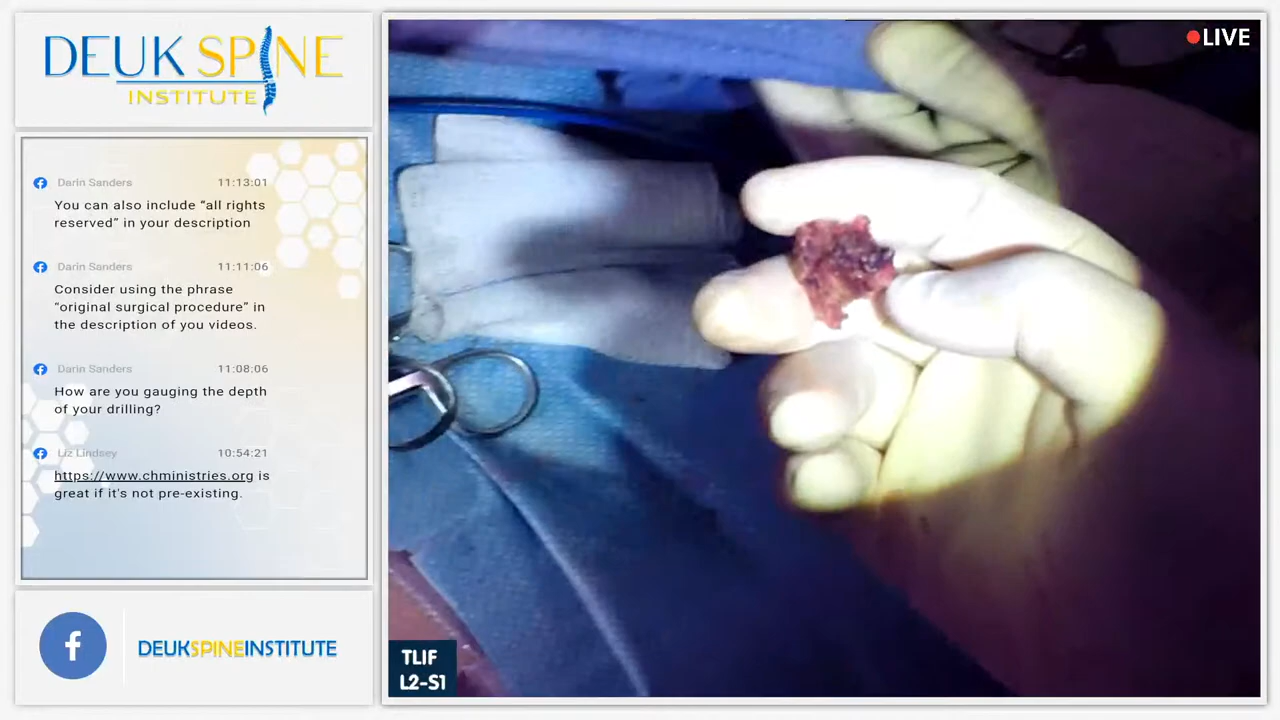 DEUK SPINE
INSTITUTE
Darin Sanders 11:13:01
You can also include “all rights
reserved” in your description
Darin Sanders 11:11:06
Consider using the phrase
“original surgical procedure” in
the description of you videos.
Darin Sanders 11:08:06
How are you gauging the depth
of your drilling?
Liz Lindsey 10:54:21
https://www.chministries.org is
great if it's not pre-existing.
f
DEUKSPINEINSTITUTE
LIVE
TLIF
L2-S1